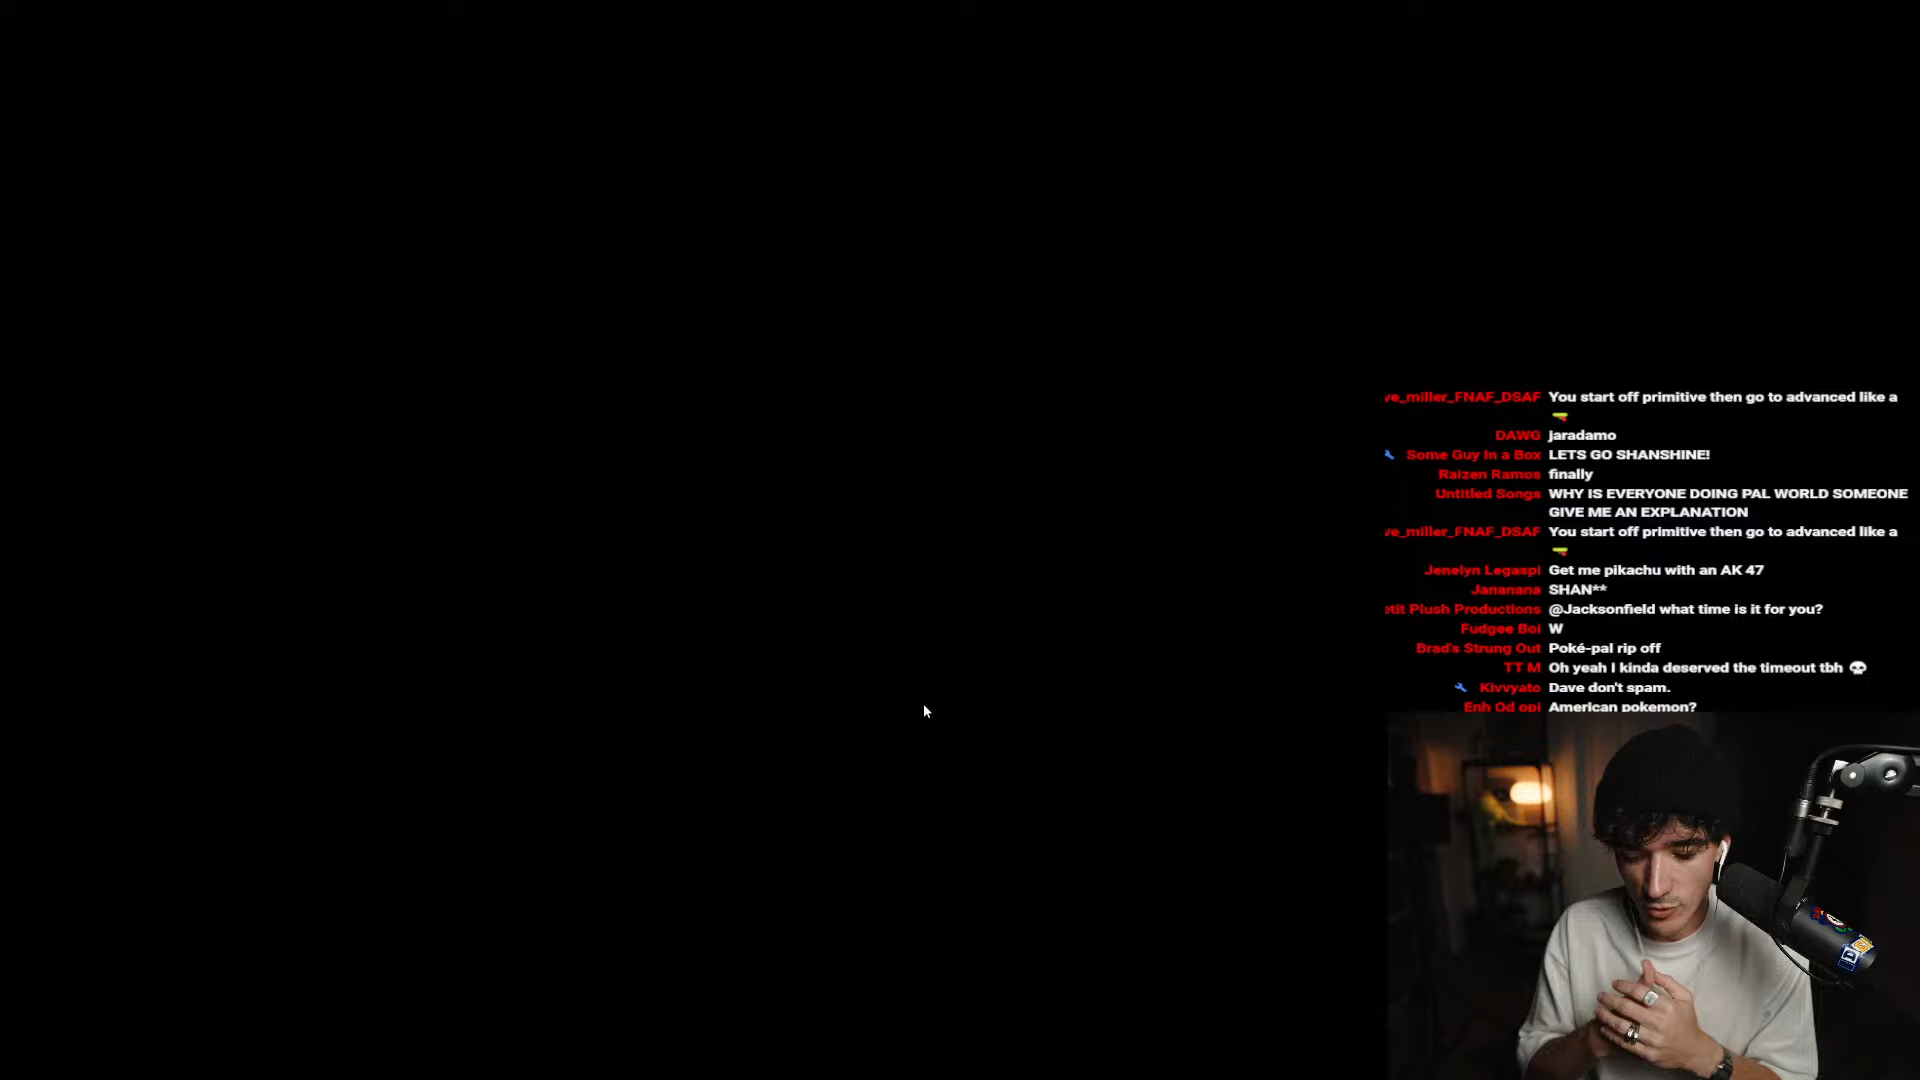 ve_miller_FNAF_DSAF You start off primitive then go to advanced like a
DAWG jaradamo
Some Guy In a Box LETS GO SHANSHINE!
Raizen Ramos finally
Untitled Songs WHY IS EVERYONE DOING PAL WORLD SOMEONE
GIVE ME AN EXPLANATION
ve_miller_FNAF_DSAF You start off primitive then go to advanced like a
Jenelyn Legaspi Get me pikachu with an AK 47
Jananana SHAN**
etit Plush Productions @Jacksonfield what time is it for you?
Fudgee Boi W
Brad's Strung Out Poké-pal rip off
TT M Oh yeah I kinda deserved the timeout tbh 💀
Kivvyato Dave don't spam.
Enh Od opi American pokemon?